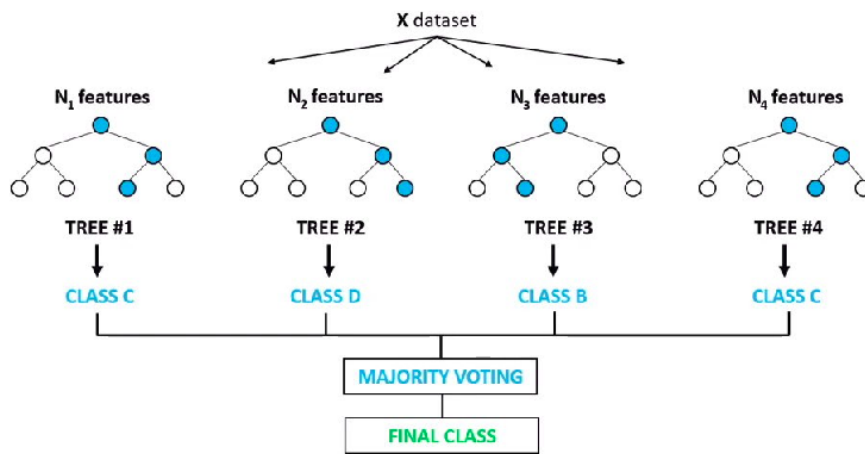 X dataset
N₁ features
N₂ features
N₃ features
N₄ features
TREE #1
TREE #2
TREE #3
TREE #4
CLASS C
CLASS D
CLASS B
CLASS C
MAJORITY VOTING
FINAL CLASS